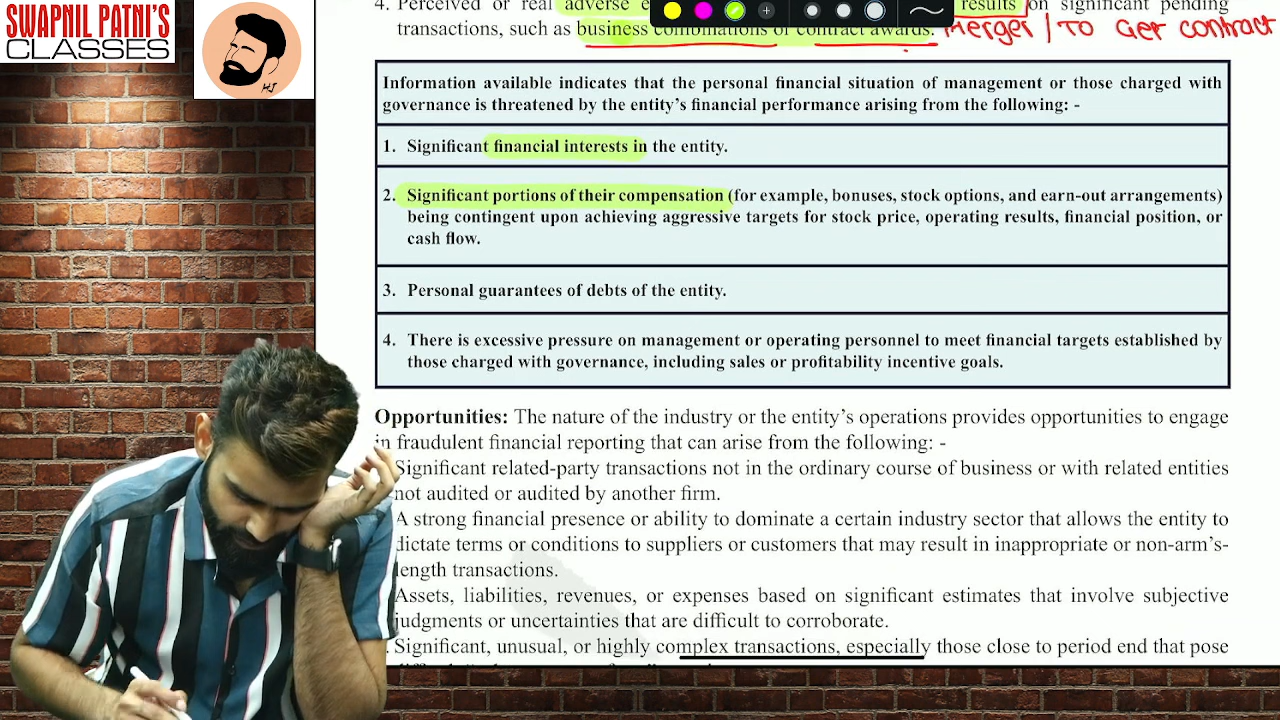 SWAPNIL PATNI'S
CLASSES
4. Perceived or real adverse e results on significant pending
transactions, such as business combinations or contract awards. Merger / To Get contract
Information available indicates that the personal financial situation of management or those charged with
governance is threatened by the entity's financial performance arising from the following: -
1. Significant financial interests in the entity.
2. Significant portions of their compensation (for example, bonuses, stock options, and earn-out arrangements)
being contingent upon achieving aggressive targets for stock price, operating results, financial position, or
cash flow.
3. Personal guarantees of debts of the entity.
4. There is excessive pressure on management or operating personnel to meet financial targets established by
those charged with governance, including sales or profitability incentive goals.
Opportunities: The nature of the industry or the entity's operations provides opportunities to engage
in fraudulent financial reporting that can arise from the following: -
Significant related-party transactions not in the ordinary course of business or with related entities
not audited or audited by another firm.
A strong financial presence or ability to dominate a certain industry sector that allows the entity to
dictate terms or conditions to suppliers or customers that may result in inappropriate or non-arm's-
length transactions.
Assets, liabilities, revenues, or expenses based on significant estimates that involve subjective
judgments or uncertainties that are difficult to corroborate.
Significant, unusual, or highly complex transactions, especially those close to period end that pose